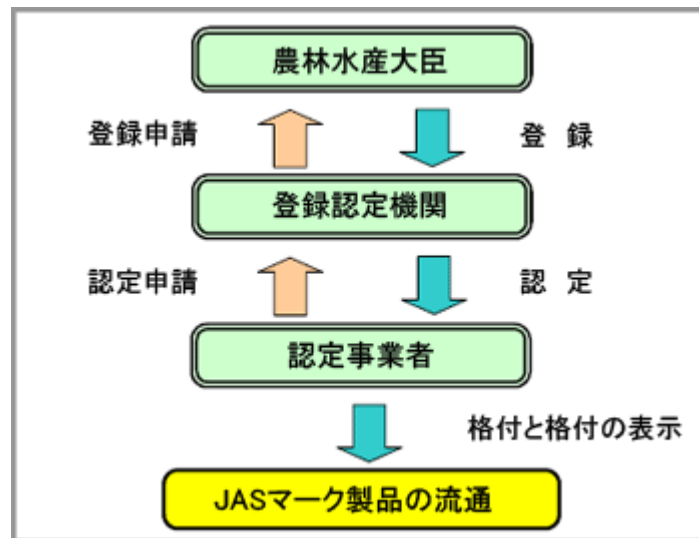 農林水産大臣
登録申請
登 録
登録認定機関
認定申請
認 定
認定事業者
格付と格付の表示
JASマーク製品の流通